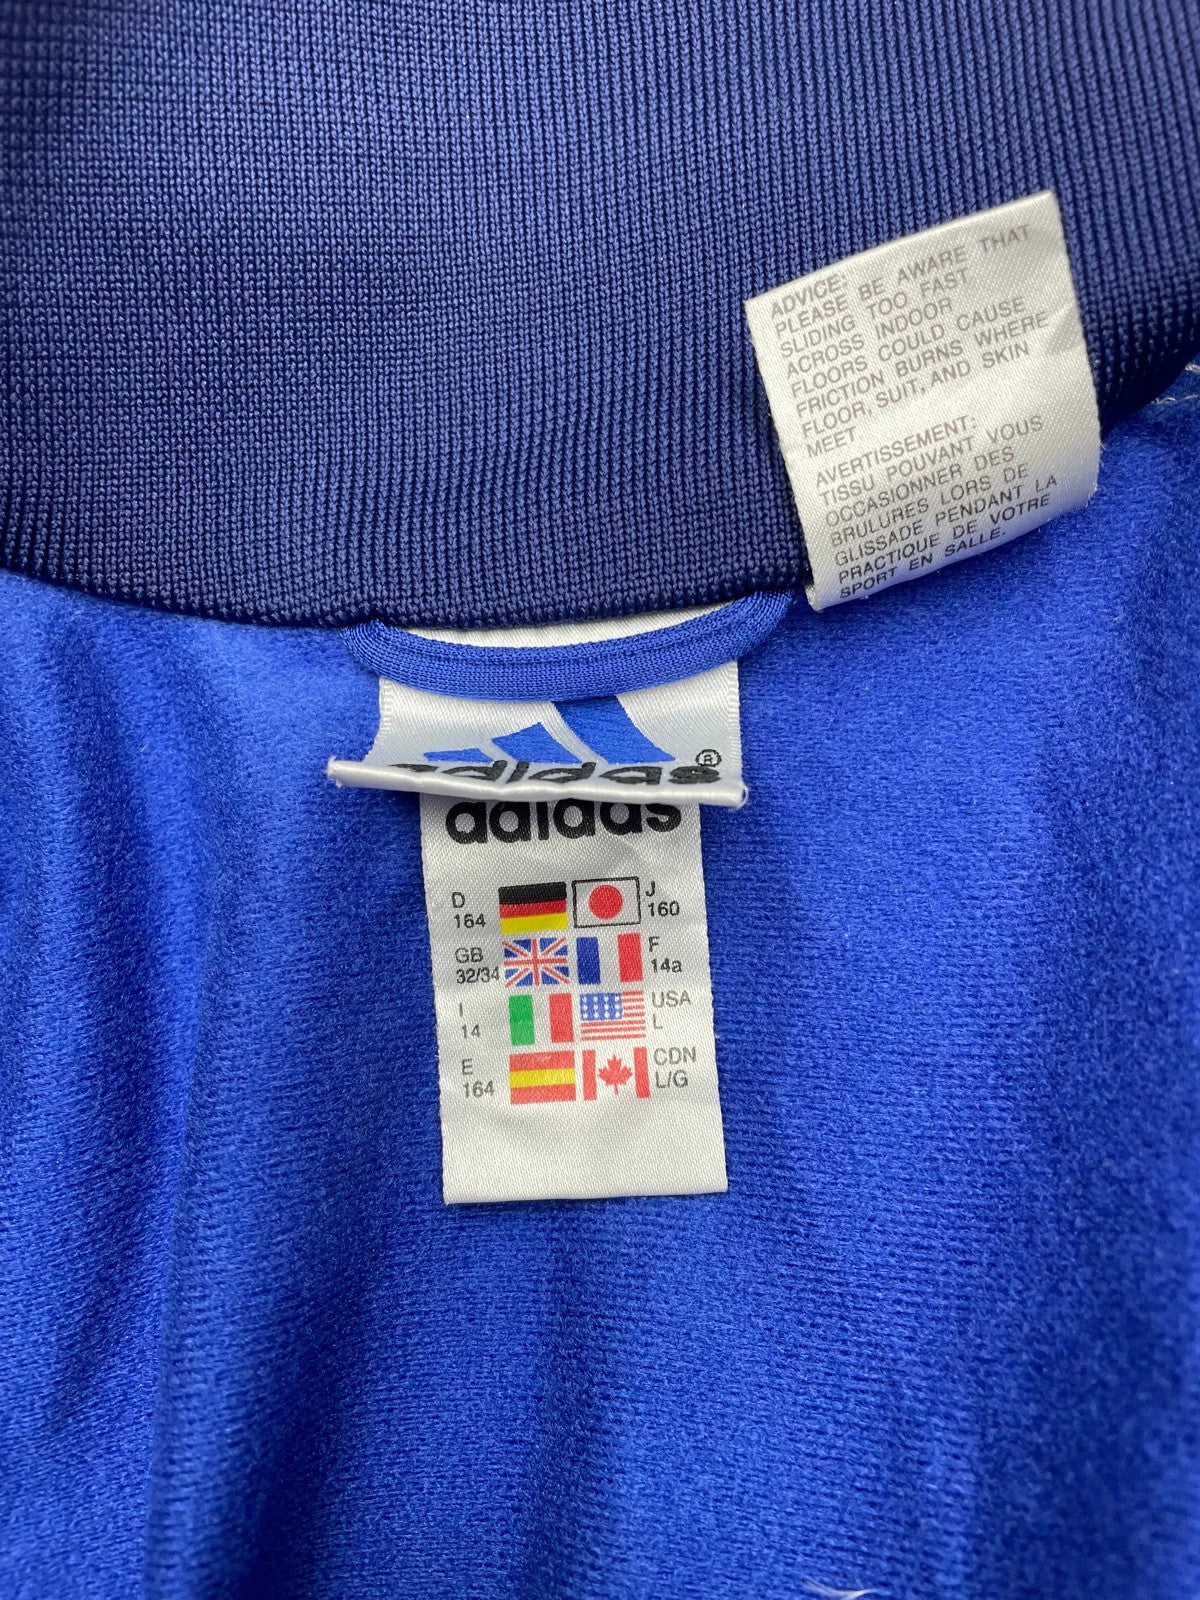 ADVICE:
PLEASE BE AWARE THAT
SLIDING TOO FAST
ACROSS INDOOR
FLOORS COULD CAUSE
FRICTION BURNS WHERE
FLOOR, SUIT, AND SKIN
MEET
AVERTISSEMENT:
TISSU POUVANT VOUS
OCCASIONNER DES
BRULURES LORS DE
GLISSADE PENDANT LA
PRACTIQUE DE VOTRE
SPORT EN SALLE.
adidas ®
adidas
D
164
J
160
GB
32/34
F
14a
I
14
USA
L
E
164
CDN
L/G